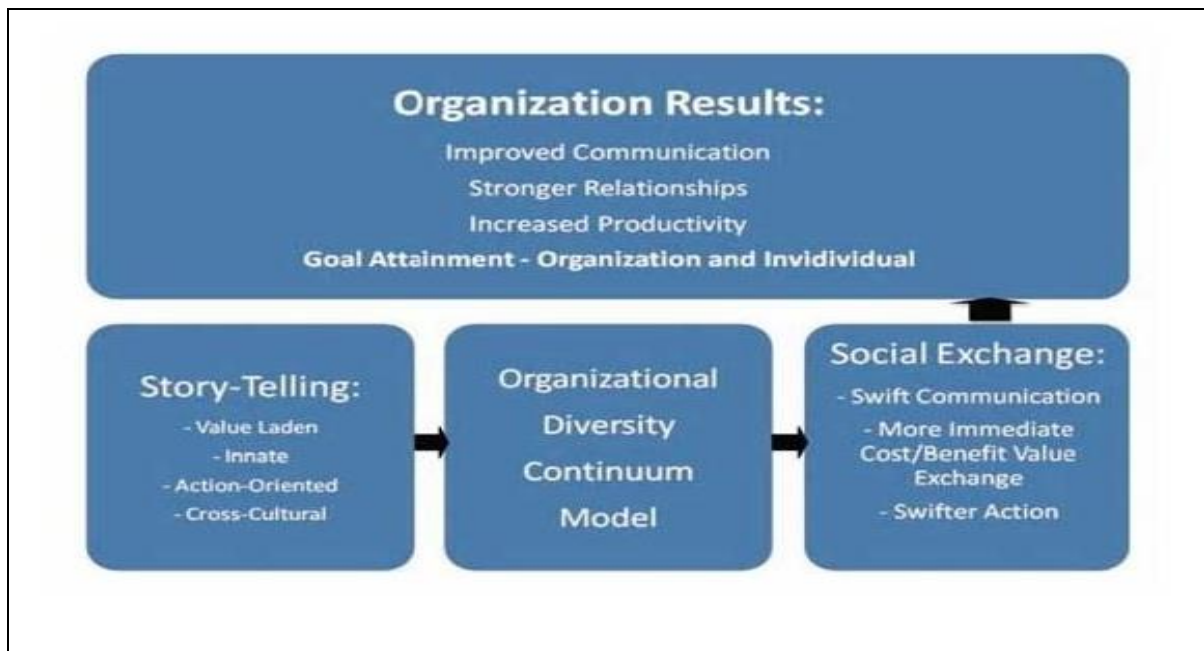 Organization Results:
Improved Communication
Stronger Relationships
Increased Productivity
Goal Attainment - Organization and Invidividual
Story-Telling:
- Value Laden
- Innate
- Action-Oriented
- Cross-Cultural
Organizational
Diversity
Continuum
Model
Social Exchange:
- Swift Communication
- More Immediate
Cost/Benefit Value
Exchange
- Swifter Action